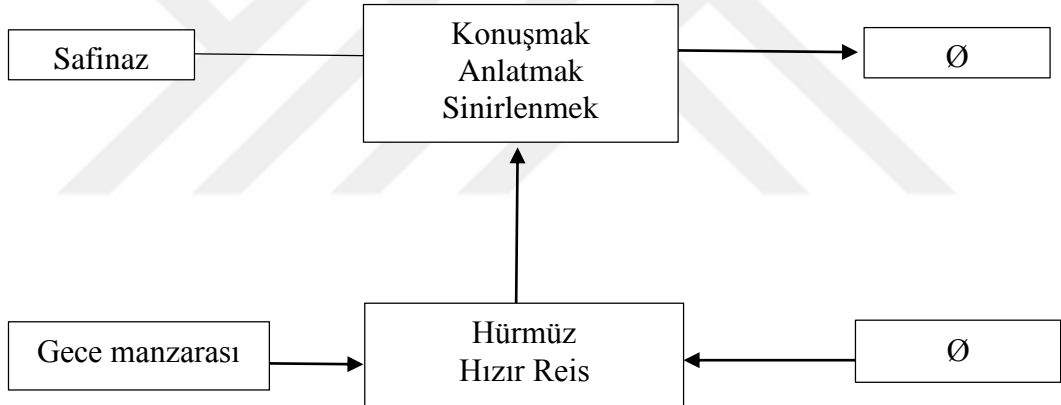 Safinaz
Konuşmak
Anlatmak
Sinirlenmek
Ø
Gece manzarası
Hürmüz
Hızır Reis
Ø